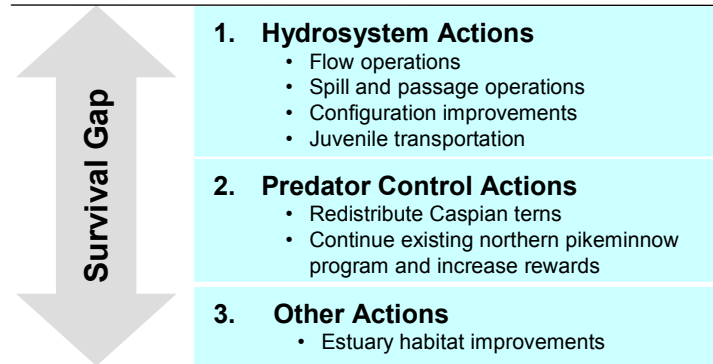 Survival Gap
1. Hydrosystem Actions
• Flow operations
• Spill and passage operations
• Configuration improvements
• Juvenile transportation
2. Predator Control Actions
• Redistribute Caspian terns
• Continue existing northern pikeminnow
program and increase rewards
3. Other Actions
• Estuary habitat improvements